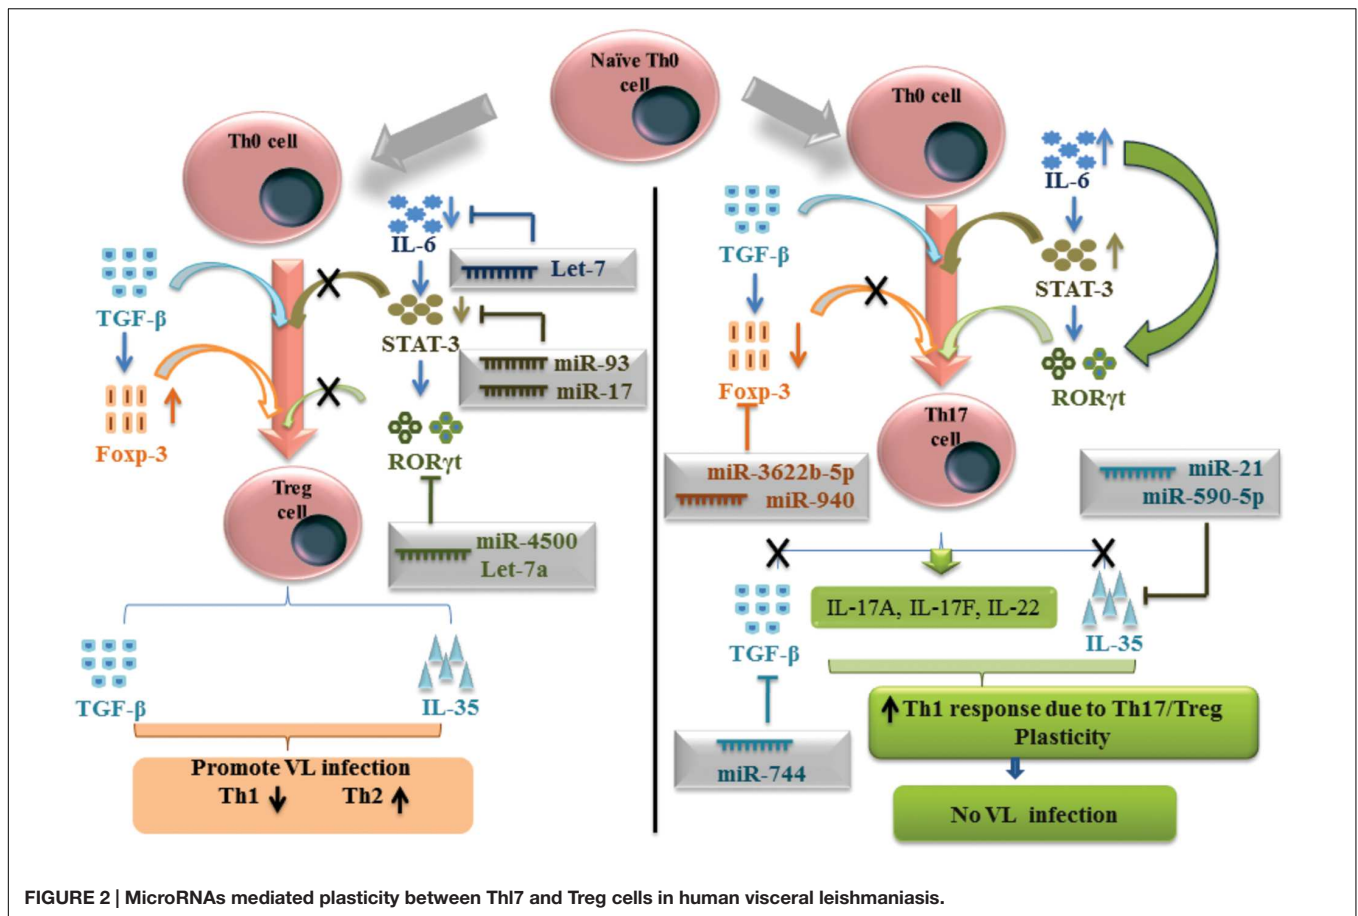 Naïve Th0
cell
Th0 cell
IL-6
Let-7
TGF-β
STAT-3
miR-93
miR-17
Foxp-3
RORγt
Treg
cell
miR-4500
Let-7a
TGF-β
IL-35
Promote VL infection
Th1
Th2
Th0 cell
IL-6
TGF-β
STAT-3
Foxp-3
RORγt
Th17
cell
miR-3622b-5p
miR-940
miR-21
miR-590-5p
IL-17A, IL-17F, IL-22
TGF-β
IL-35
Th1 response due to Th17/Treg
Plasticity
miR-744
No VL infection
FIGURE 2 | MicroRNAs mediated plasticity between Thl7 and Treg cells in human visceral leishmaniasis.